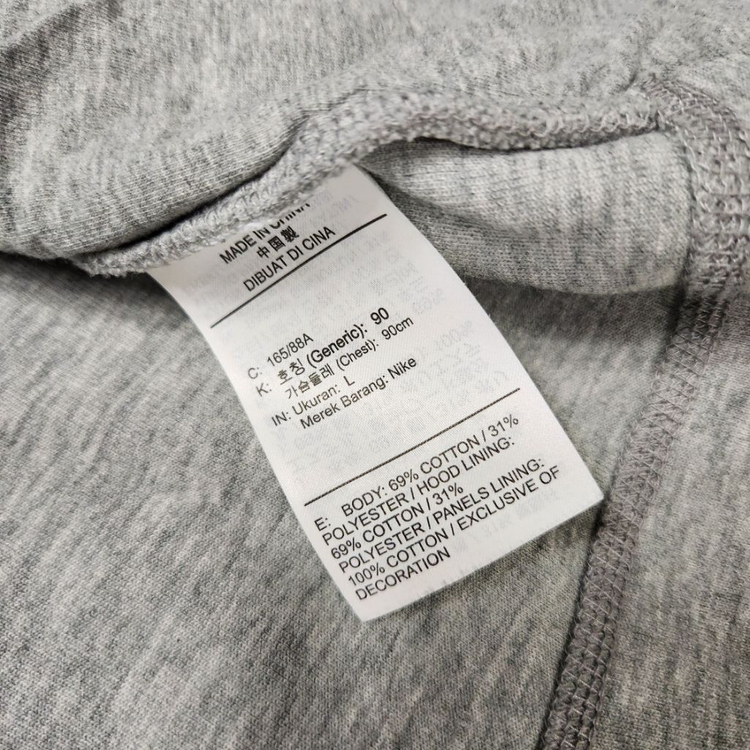 MADE IN CHINA
中国製
DIBUAT DI CINA
C: 165/88A
K: 호칭 (Generic): 90
가슴둘레 (Chest): 90cm
IN: Ukuran: L
Merek Barang: Nike
E: BODY: 69% COTTON / 31%
POLYESTER / HOOD LINING:
69% COTTON / 31%
POLYESTER / PANELS LINING:
100% COTTON / EXCLUSIVE OF
DECORATION